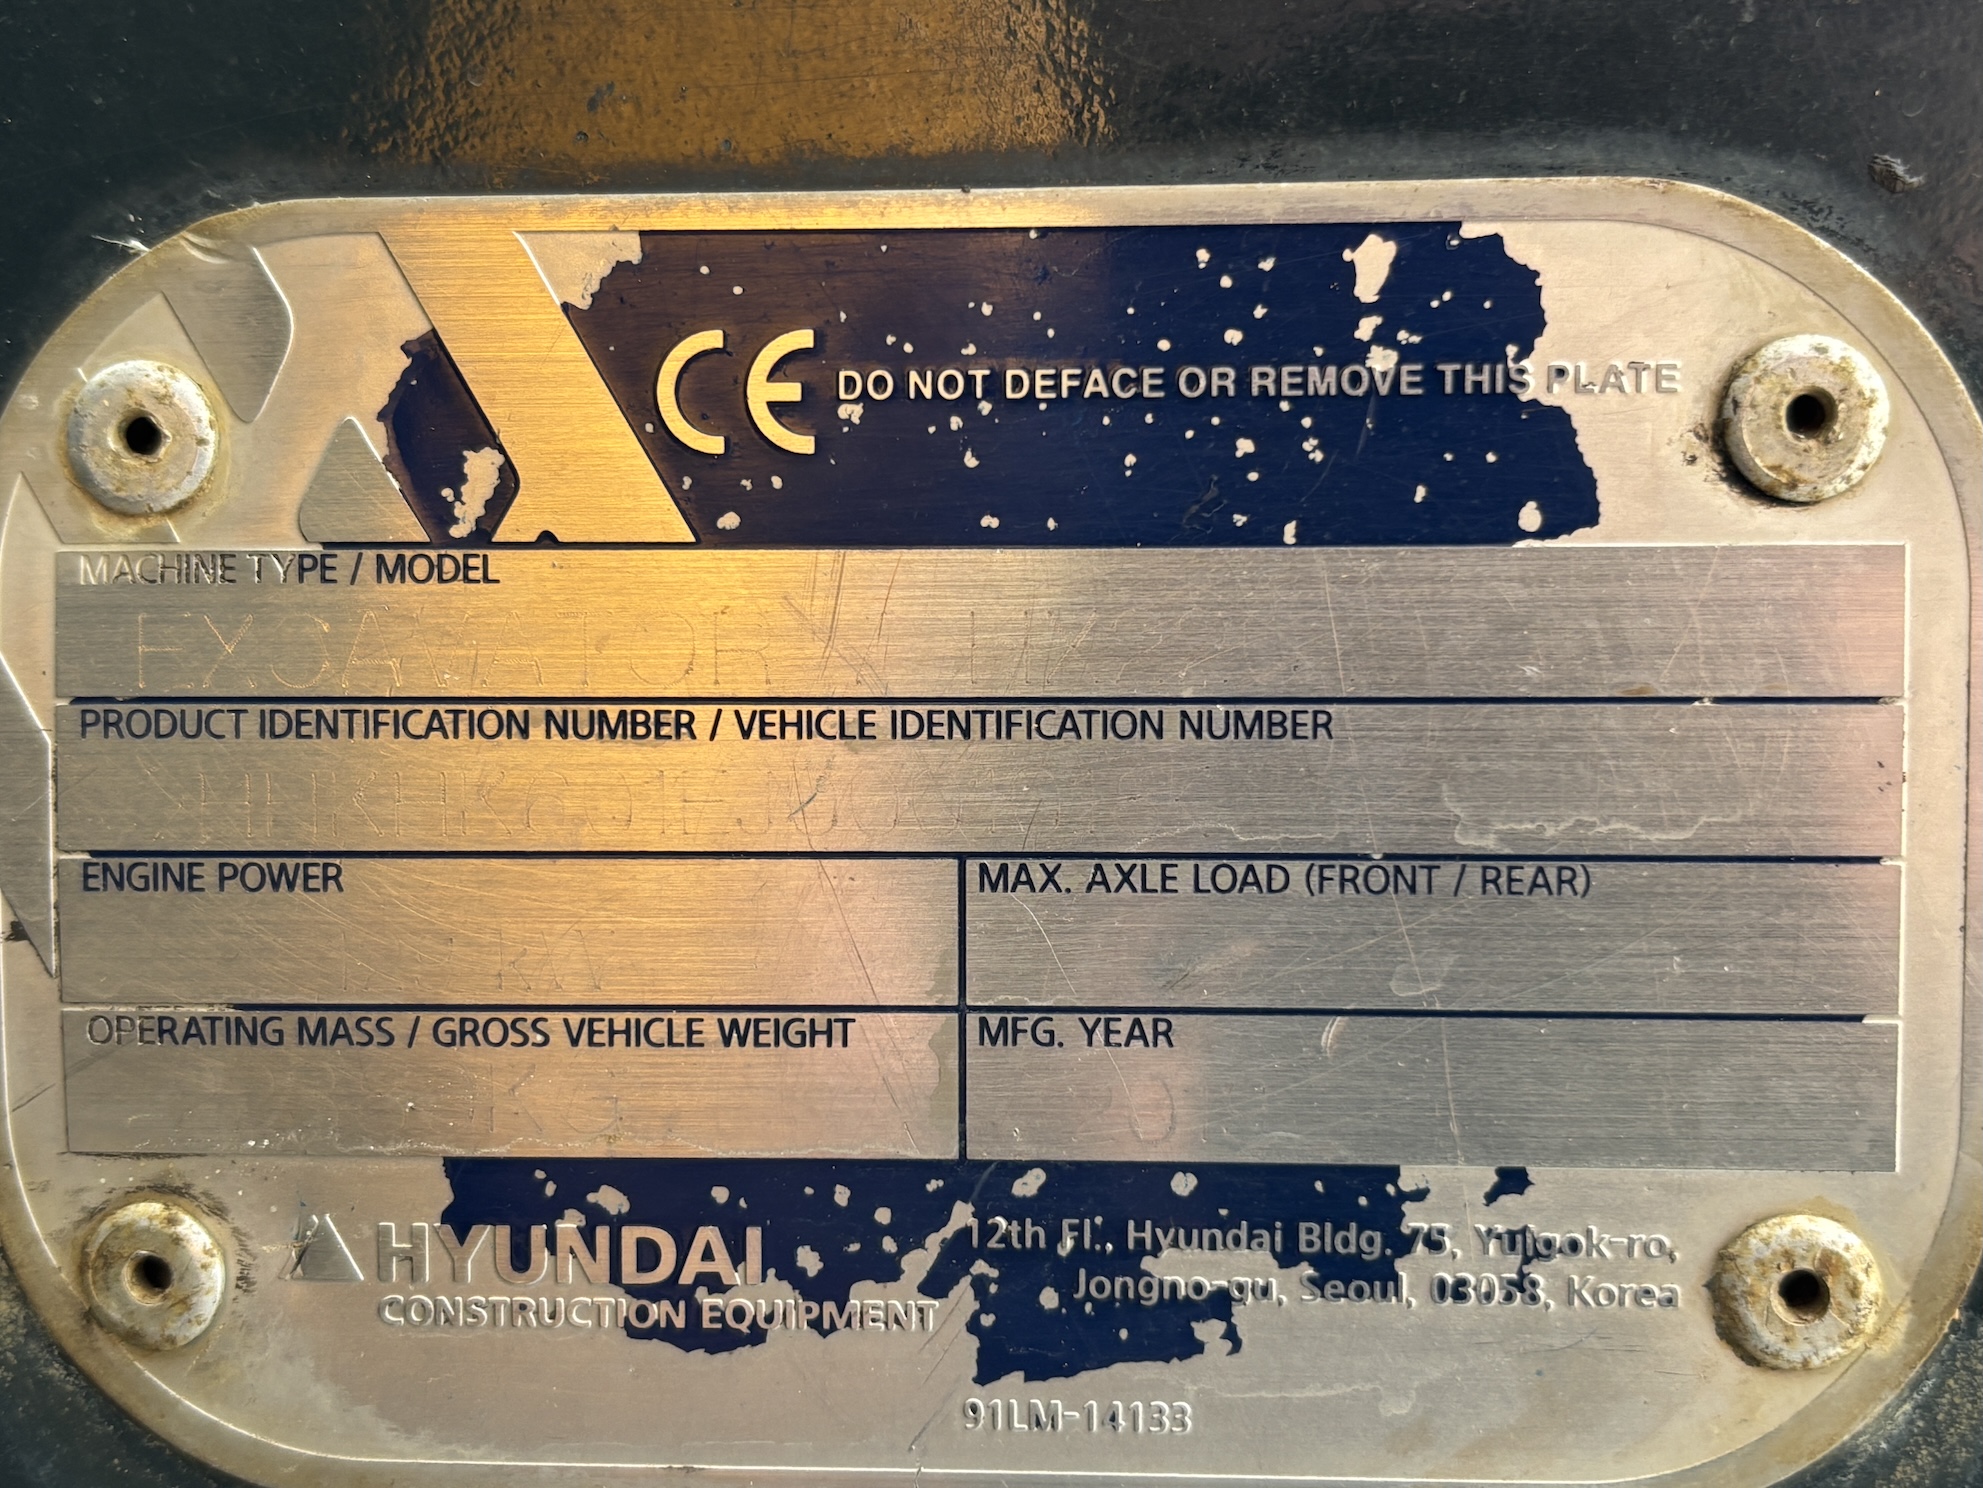 CE DO NOT DEFACE OR REMOVE THIS PLATE
MACHINE TYPE / MODEL
EXCAVATOR
PRODUCT IDENTIFICATION NUMBER / VEHICLE IDENTIFICATION NUMBER
ENGINE POWER
kW
MAX. AXLE LOAD (FRONT / REAR)
OPERATING MASS / GROSS VEHICLE WEIGHT
KG
MFG. YEAR
HYUNDAI
CONSTRUCTION EQUIPMENT
12th Fl., Hyundai Bldg. 75, Yulgok-ro,
Jongno-gu, Seoul, 03058, Korea
91LM-14133